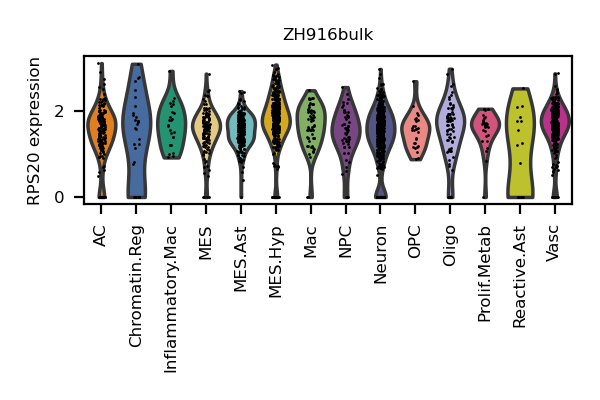 ZH916bulk
RPS20 expression
2
0
AC
Chromatin.Reg
Inflammatory.Mac
MES
MES.Ast
MES.Hyp
Mac
NPC
Neuron
OPC
Oligo
Prolif.Metab
Reactive.Ast
Vasc